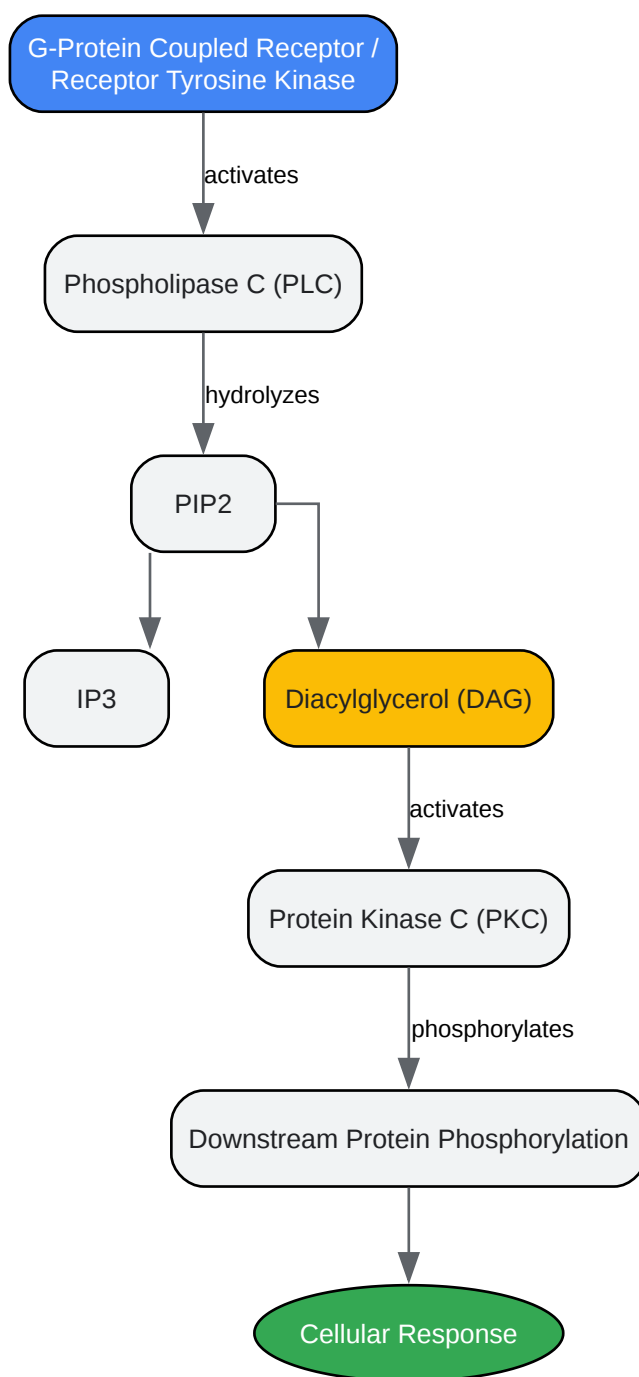 G-Protein Coupled Receptor /
Receptor Tyrosine Kinase
activates
Phospholipase C (PLC)
hydrolyzes
PIP2
IP3
Diacylglycerol (DAG)
activates
Protein Kinase C (PKC)
phosphorylates
Downstream Protein Phosphorylation
Cellular Response